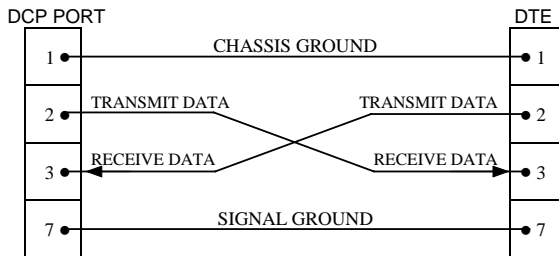 DCP PORT DTE
1 CHASSIS GROUND 1
2 TRANSMIT DATA TRANSMIT DATA 2
3 RECEIVE DATA RECEIVE DATA 3
7 SIGNAL GROUND 7